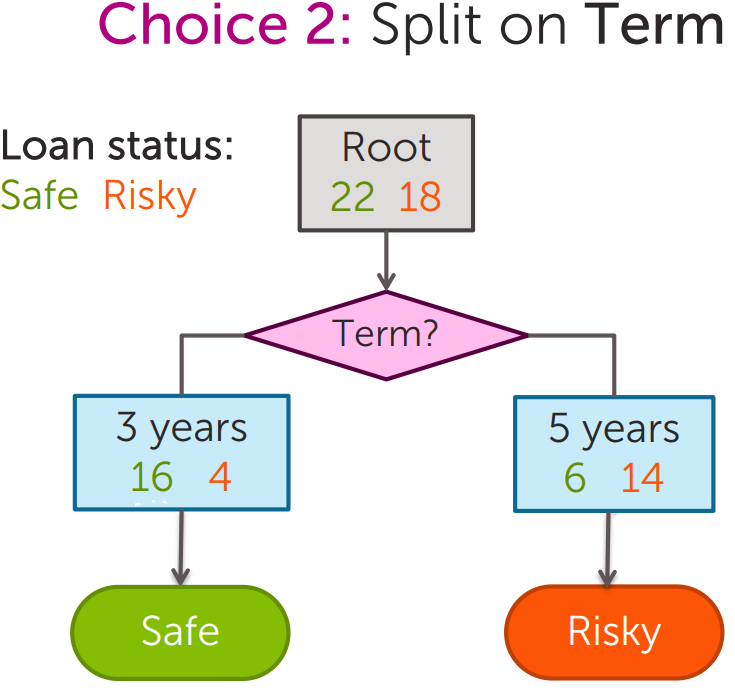 Choice 2: Split on Term
Loan status:
Safe Risky
Root
22 18
Term?
3 years
16 4
5 years
6 14
Safe
Risky